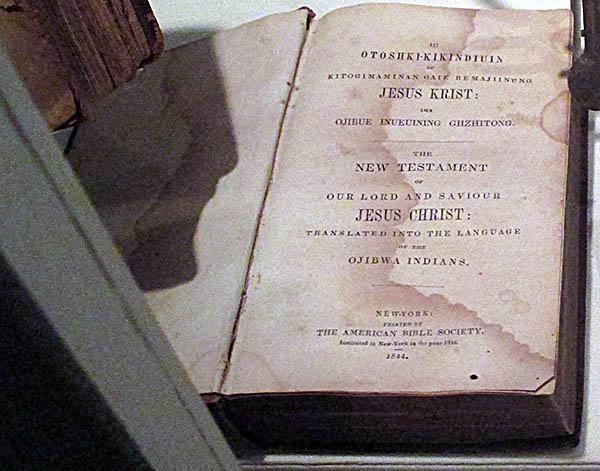 IU
OTOSHKI-KIKINDIUIN
AU
KITOGIMAMINAN GAIE BEMAJIINUNG
JESUS KRIST:
IMA
OJIBUE INUEUINING GIIZHITONG.
THE
NEW TESTAMENT
OF
OUR LORD AND SAVIOUR
JESUS CHRIST:
TRANSLATED INTO THE LANGUAGE
OF THE
OJIBWA INDIANS.
NEW-YORK:
PRINTED BY
THE AMERICAN BIBLE SOCIETY,
Instituted in New-York in the year 1816.
1844.